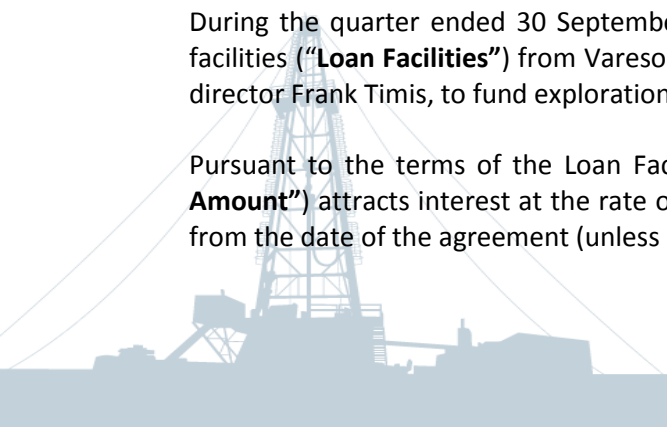 During the quarter ended 30 Septembe
facilities (“Loan Facilities”) from Vareso
director Frank Timis, to fund exploration
Pursuant to the terms of the Loan Fac
Amount”) attracts interest at the rate o
from the date of the agreement (unless